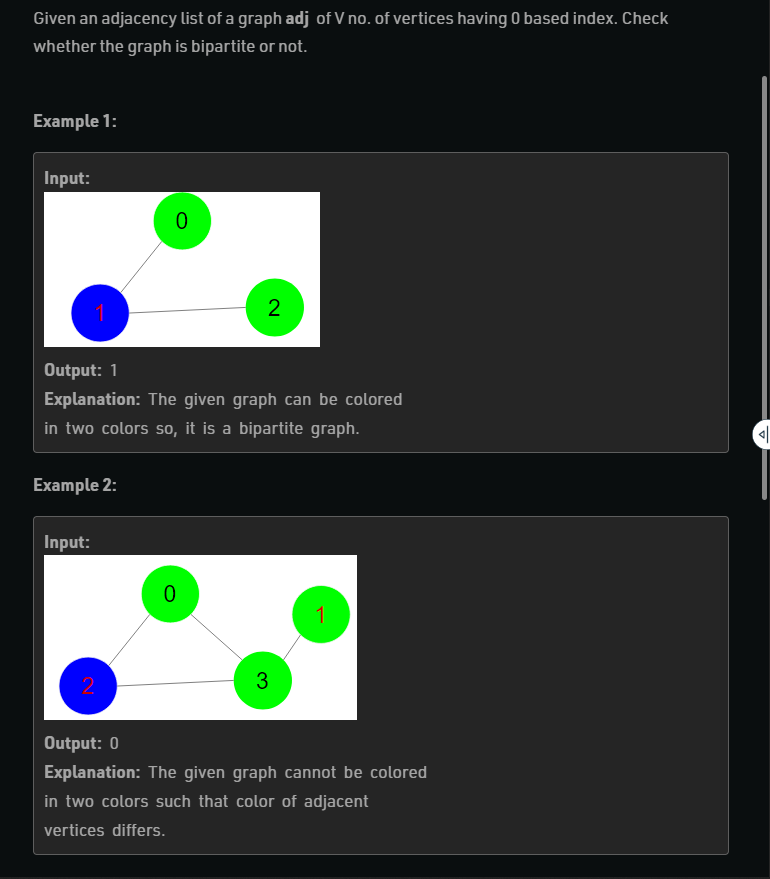 Given an adjacency list of a graph adj of V no. of vertices having 0 based index. Check
whether the graph is bipartite or not.
Example 1:
Input:
0
1
2
Output: 1
Explanation: The given graph can be colored
in two colors so, it is a bipartite graph.
Example 2:
Input:
0
1
2
3
Output: 0
Explanation: The given graph cannot be colored
in two colors such that color of adjacent
vertices differs.